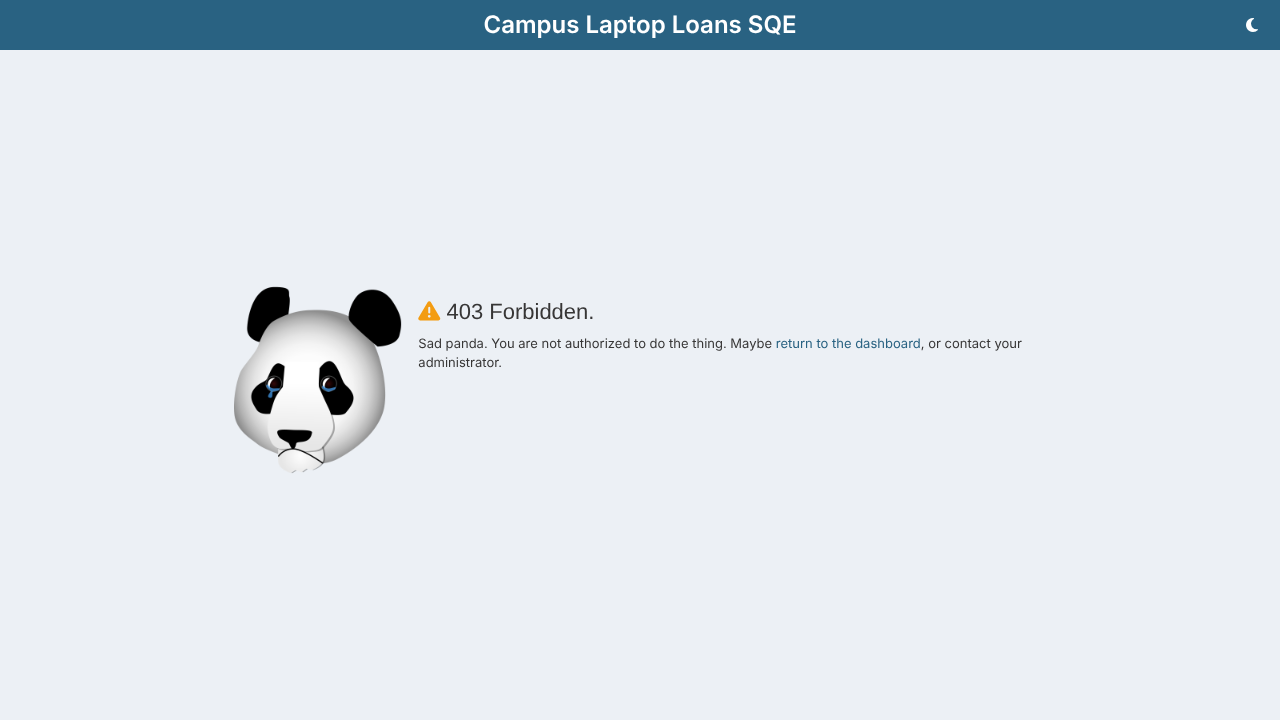 Campus Laptop Loans SQE
403 Forbidden.
Sad panda. You are not authorized to do the thing. Maybe return to the dashboard, or contact your
administrator.